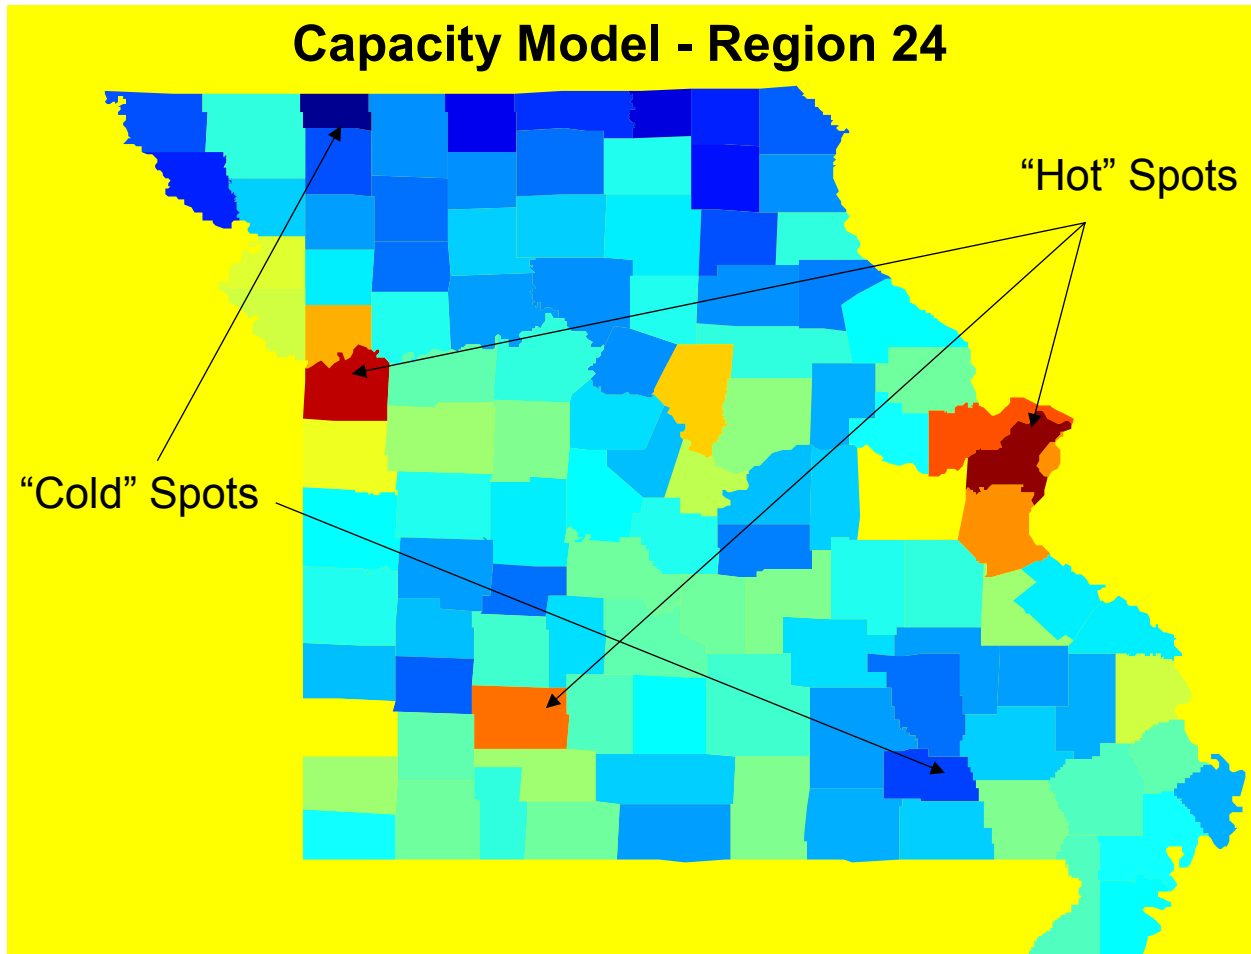 Capacity Model - Region 24
“Hot” Spots
“Cold” Spots